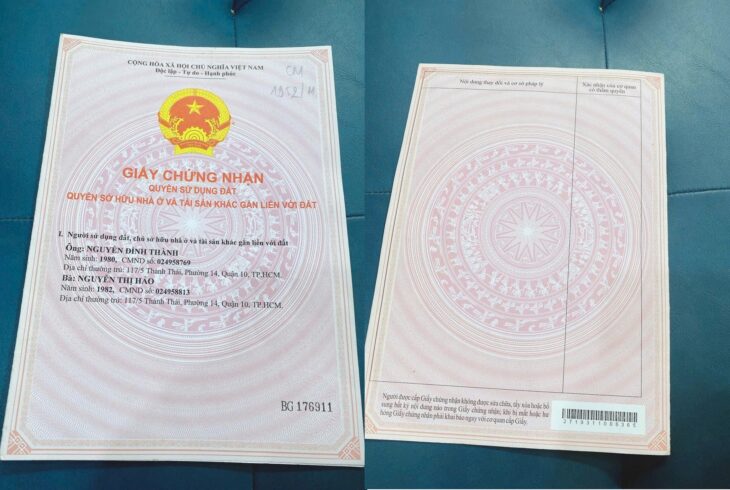 CỘNG HÒA XÃ HỘI CHỦ NGHĨA VIỆT NAM
Độc lập - Tự do - Hạnh phúc
CM
1952/H
GIẤY CHỨNG NHẬN
QUYỀN SỬ DỤNG ĐẤT
QUYỀN SỞ HỮU NHÀ Ở VÀ TÀI SẢN KHÁC GẮN LIỀN VỚI ĐẤT
I. Người sử dụng đất, chủ sở hữu nhà ở và tài sản khác gắn liền với đất
Ông: NGUYỄN ĐÌNH THÀNH
Năm sinh: 1980, CMND số: 024958769
Địa chỉ thường trú: 117/5 Thành Thái, Phường 14, Quận 10, TP.HCM.
Bà: NGUYỄN THỊ HẢO
Năm sinh: 1982, CMND số: 024958813
Địa chỉ thường trú: 117/5 Thành Thái, Phường 14, Quận 10, TP.HCM.
BG 176911
Nội dung thay đổi và cơ sở pháp lý
Xác nhận của cơ quan
có thẩm quyền
Người được cấp Giấy chứng nhận không được sửa chữa, tẩy xóa hoặc bổ
sung bất kỳ nội dung nào trong Giấy chứng nhận; khi bị mất hoặc hư
hỏng Giấy chứng nhận phải khai báo ngay với cơ quan cấp Giấy.